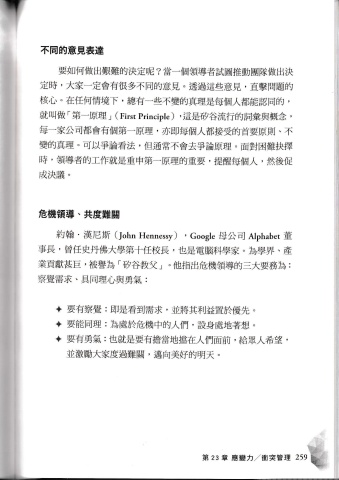 不同的意見表達
要如何做出艱難的決定呢？當一個領導者試圖推動團隊做出決
定時，大家一定會有很多不同的意見。透過這些意見，直擊問題的
核心。在任何情境下，總有一些不變的真理是每個人都能認同的，
就叫做「第一原理」（First Principle），這是矽谷流行的詞彙與概念，
每一家公司都會有個第一原理，亦即每個人都接受的首要原則、不
變的真理。可以爭論看法，但通常不會去爭論原理。面對困難抉擇
時，領導者的工作就是重申第一原理的重要，提醒每個人，然後促
成決議。
危機領導、共度難關
約翰．漢尼斯（John Hennessy），Google 母公司 Alphabet 董
事長，曾任史丹佛大學第十任校長，也是電腦科學家。為學界、產
業貢獻甚巨，被譽為「矽谷教父」。他指出危機領導的三大要務為：
察覺需求、具同理心與勇氣：
✦ 要有察覺：即是看到需求，並將其利益置於優先。
✦ 要能同理：為處於危機中的人們，設身處地著想。
✦ 要有勇氣：也就是要有擔當地擋在人們面前，給眾人希望，
並激勵大家度過難關，邁向美好的明天。
第 23 章 應變力／衝突管理 259